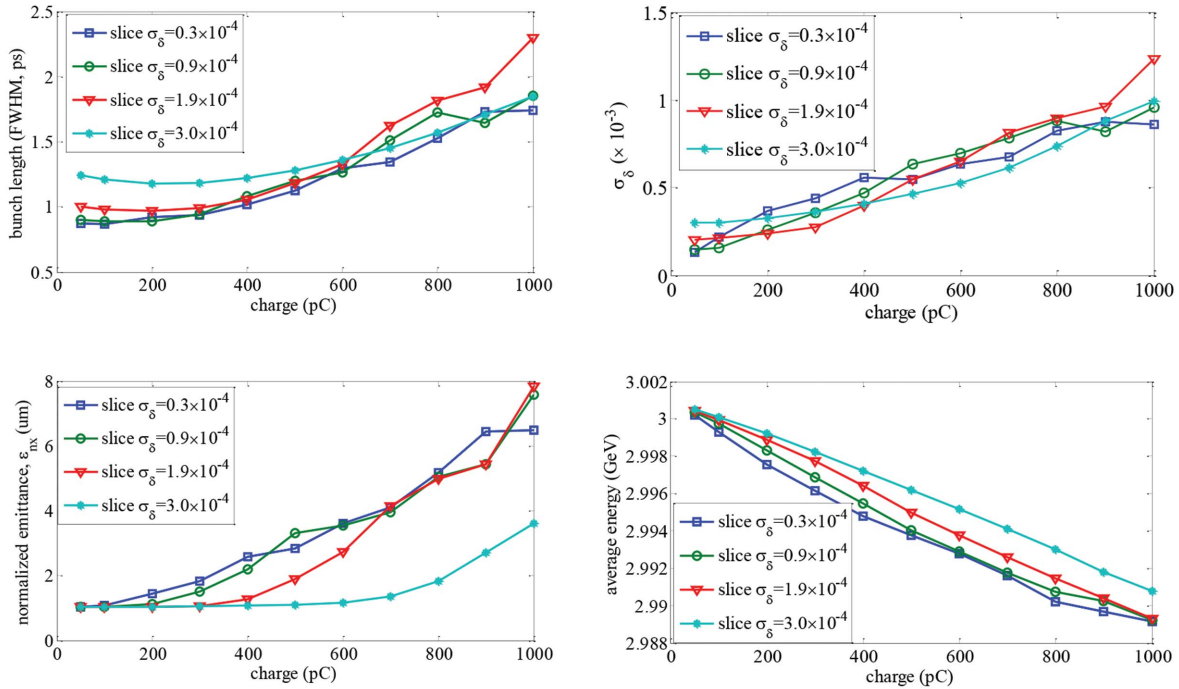 bunch length (FWHM, ps)
2.5
2
1.5
1
0.5
slice σδ=0.3×10-4
slice σδ=0.9×10-4
slice σδ=1.9×10-4
slice σδ=3.0×10-4
0 200 400 600 800 1000
charge (pC)
σδ (× 10-3)
1.5
1
0.5
0
slice σδ=0.3×10-4
slice σδ=0.9×10-4
slice σδ=1.9×10-4
slice σδ=3.0×10-4
0 200 400 600 800 1000
charge (pC)
normalized emittance, εnx (um)
8
6
4
2
0
slice σδ=0.3×10-4
slice σδ=0.9×10-4
slice σδ=1.9×10-4
slice σδ=3.0×10-4
0 200 400 600 800 1000
charge (pC)
average energy (GeV)
3.002
3
2.998
2.996
2.994
2.992
2.99
2.988
slice σδ=0.3×10-4
slice σδ=0.9×10-4
slice σδ=1.9×10-4
slice σδ=3.0×10-4
0 200 400 600 800 1000
charge (pC)